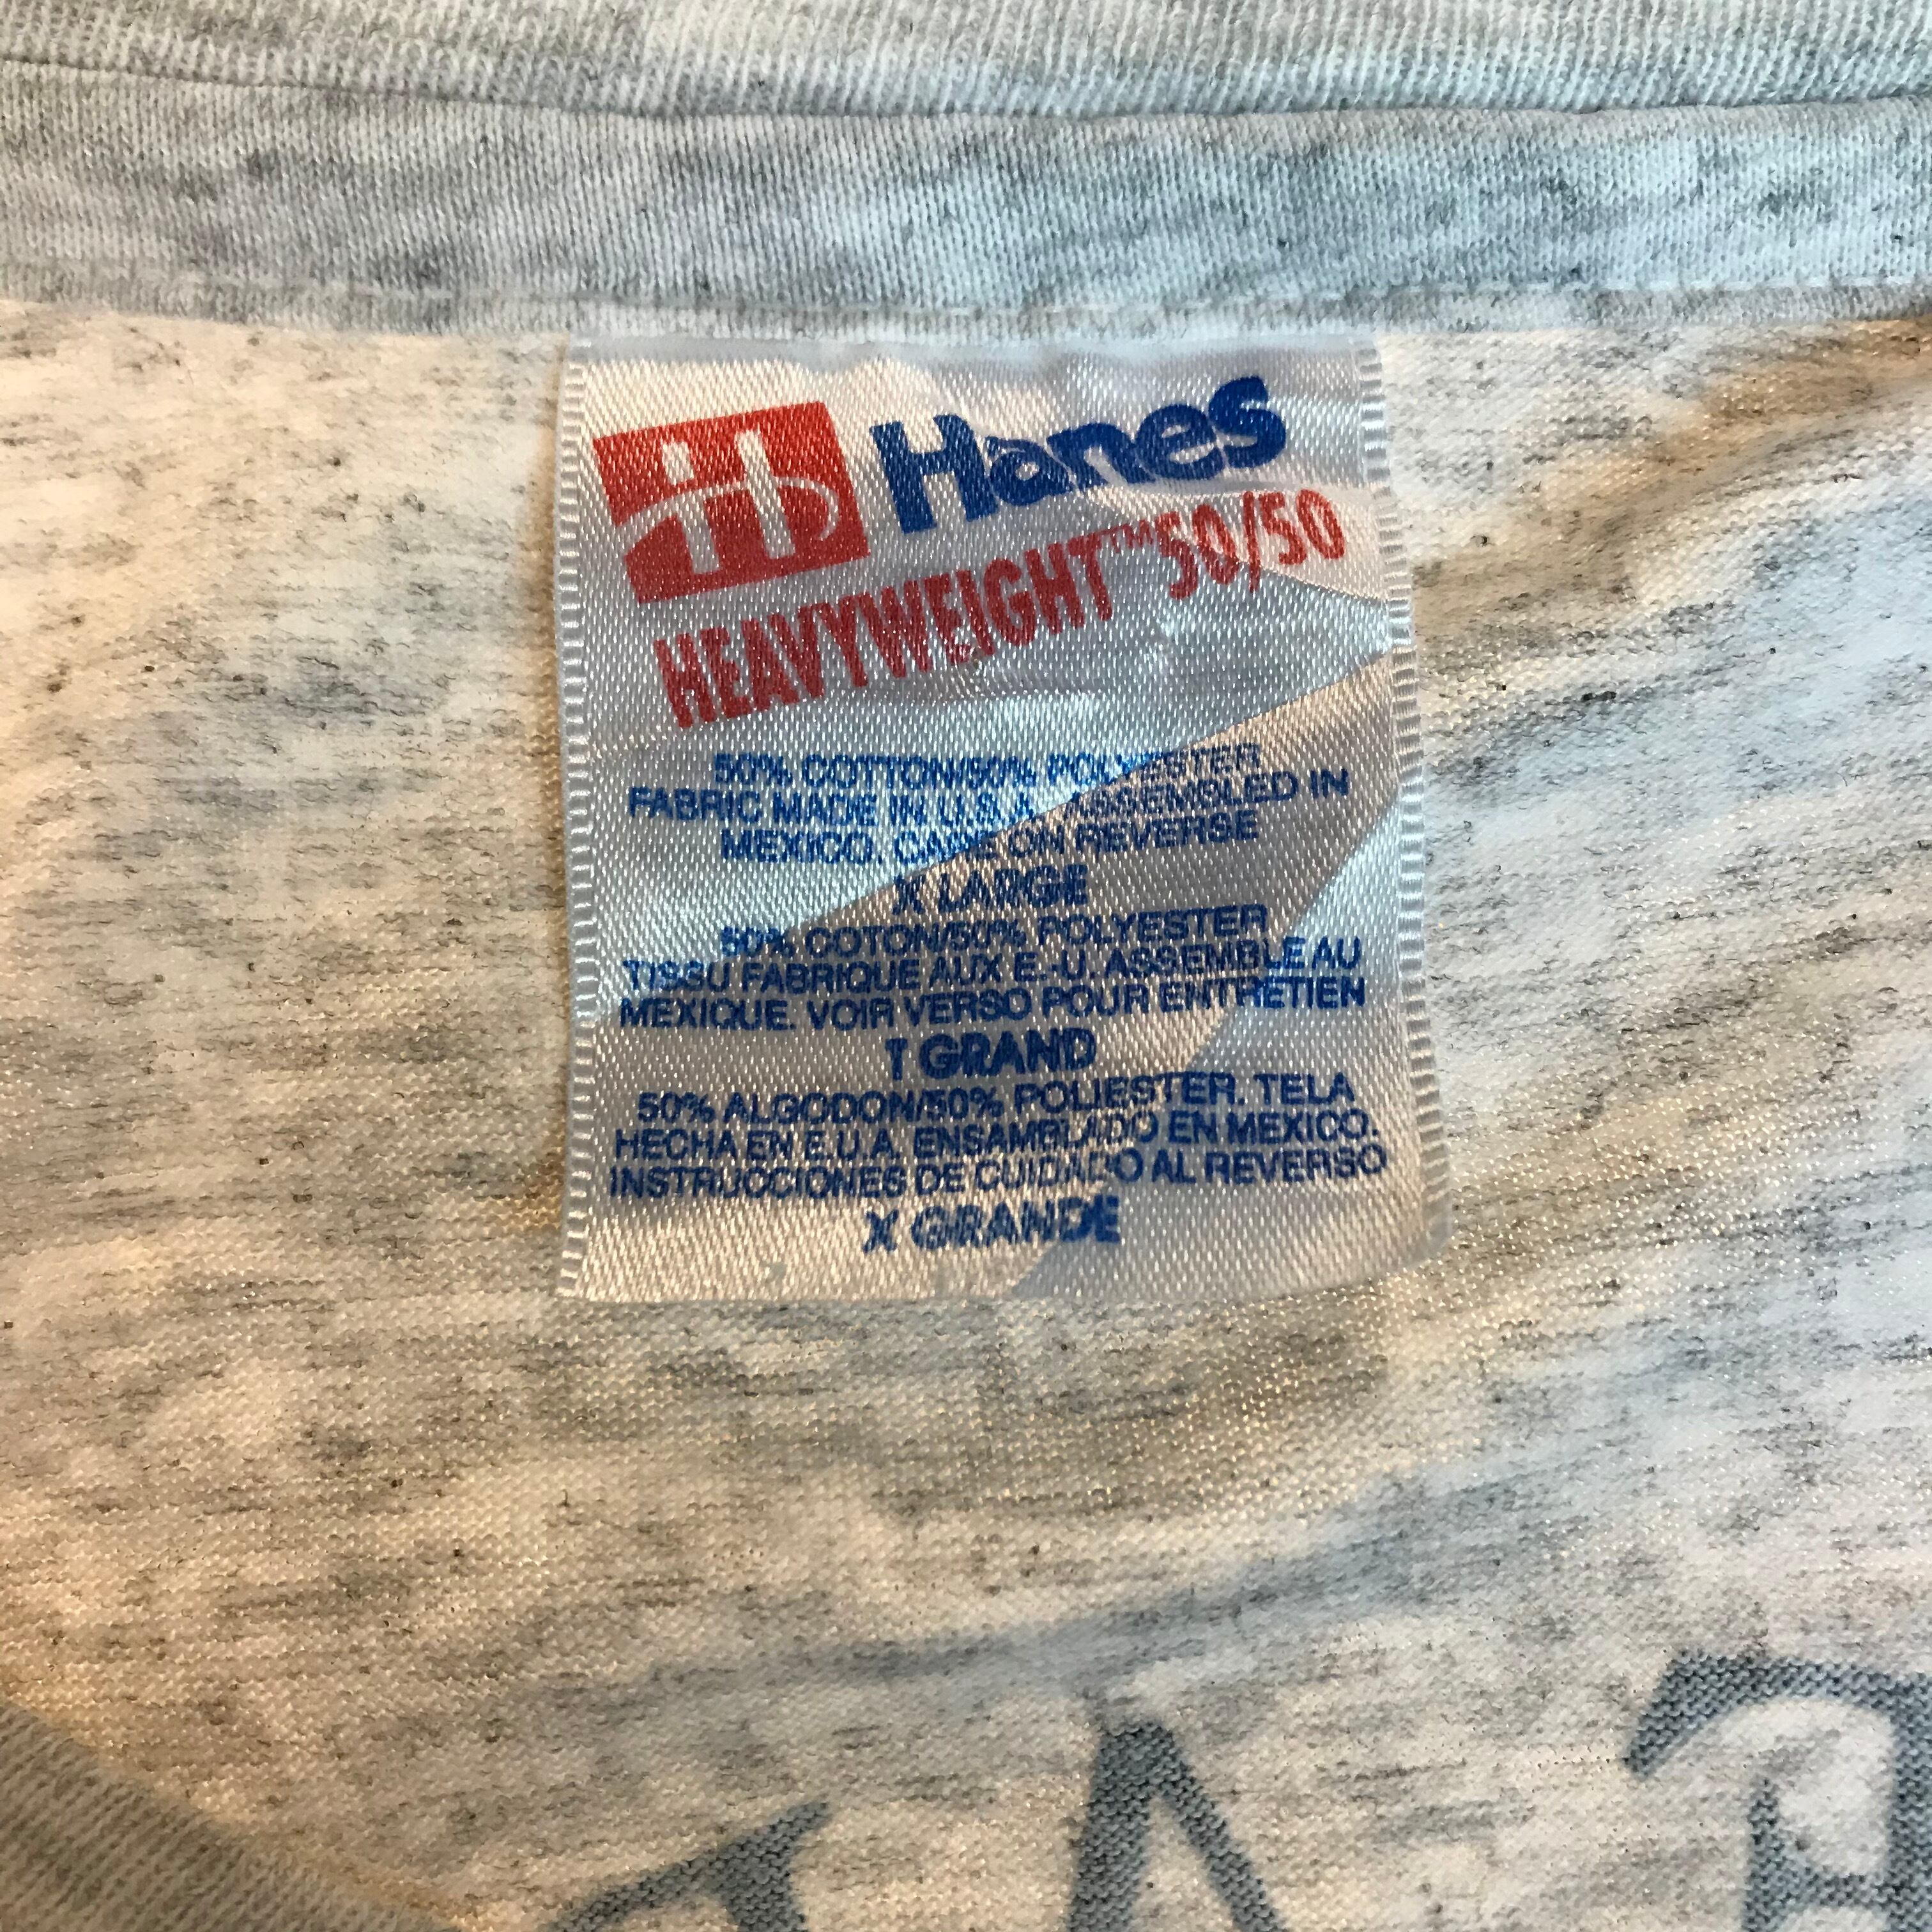 Hanes
HEAVYWEIGHT™ 50/50
50% COTTON/50% POLYESTER
FABRIC MADE IN U.S.A. ASSEMBLED IN
MEXICO. CARE ON REVERSE
X LARGE
50% COTON/50% POLYESTER
TISSU FABRIQUE AUX E.-U. ASSEMBLE AU
MEXIQUE. VOIR VERSO POUR ENTRETIEN
T GRAND
50% ALGODON/50% POLIESTER. TELA
HECHA EN E.U.A. ENSAMBLADO EN MEXICO.
INSTRUCCIONES DE CUIDADO AL REVERSO
X GRANDE